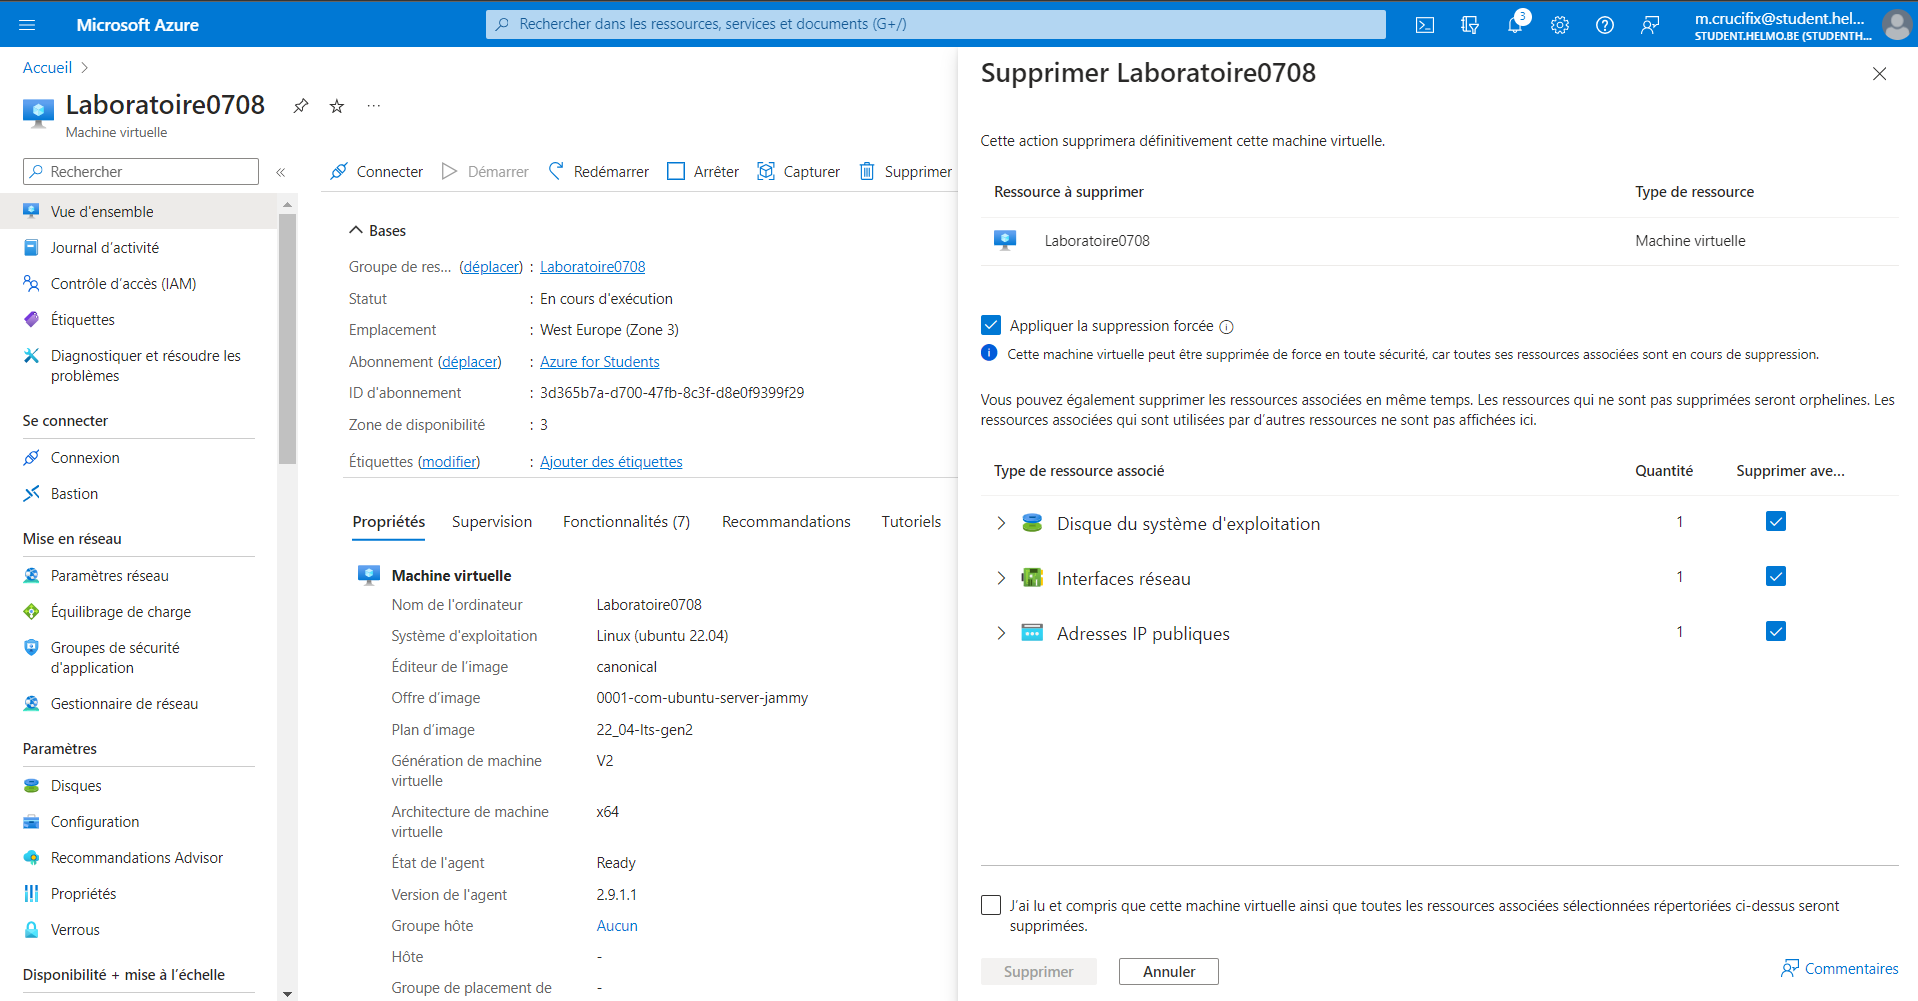 Microsoft Azure
Rechercher dans les ressources, services et documents (G+/)
3
m.crucifix@student.hel...
STUDENT.HELMO.BE (STUDENTH...
Accueil
Laboratoire0708
Machine virtuelle
Rechercher
Vue d'ensemble
Journal d'activité
Contrôle d'accès (IAM)
Étiquettes
Diagnostiquer et résoudre les
problèmes
Se connecter
Connexion
Bastion
Mise en réseau
Paramètres réseau
Équilibrage de charge
Groupes de sécurité
d'application
Gestionnaire de réseau
Paramètres
Disques
Configuration
Recommandations Advisor
Propriétés
Verrous
Disponibilité + mise à l'échelle
Connecter Démarrer Redémarrer Arrêter Capturer Supprimer
Bases
Groupe de res... (déplacer) : Laboratoire0708
Statut : En cours d'exécution
Emplacement : West Europe (Zone 3)
Abonnement (déplacer) : Azure for Students
ID d'abonnement : 3d365b7a-d700-47fb-8c3f-d8e0f9399f29
Zone de disponibilité : 3
Étiquettes (modifier) : Ajouter des étiquettes
Propriétés Supervision Fonctionnalités (7) Recommandations Tutoriels
Machine virtuelle
Nom de l'ordinateur Laboratoire0708
Système d'exploitation Linux (ubuntu 22.04)
Éditeur de l'image canonical
Offre d'image 0001-com-ubuntu-server-jammy
Plan d'image 22_04-lts-gen2
Génération de machine V2
virtuelle
Architecture de machine x64
virtuelle
État de l'agent Ready
Version de l'agent 2.9.1.1
Groupe hôte Aucun
Hôte -
Groupe de placement de -
Supprimer Laboratoire0708
Cette action supprimera définitivement cette machine virtuelle.
Ressource à supprimer Type de ressource
Laboratoire0708 Machine virtuelle
Appliquer la suppression forcée
Cette machine virtuelle peut être supprimée de force en toute sécurité, car toutes ses ressources associées sont en cours de suppression.
Vous pouvez également supprimer les ressources associées en même temps. Les ressources qui ne sont pas supprimées seront orphelines. Les
ressources associées qui sont utilisées par d'autres ressources ne sont pas affichées ici.
Type de ressource associé Quantité Supprimer ave...
Disque du système d'exploitation 1
Interfaces réseau 1
Adresses IP publiques 1
J'ai lu et compris que cette machine virtuelle ainsi que toutes les ressources associées sélectionnées répertoriées ci-dessus seront
supprimées.
Supprimer Annuler
Commentaires